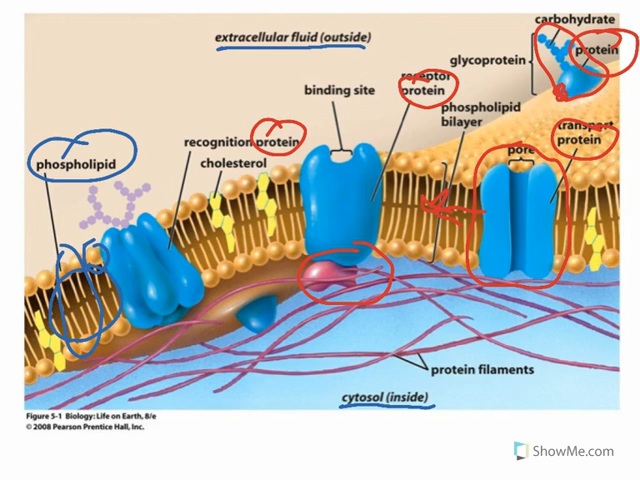 carbohydrate
extracellular fluid (outside)
protein
glycoprotein
receptor
protein
binding site
phospholipid
bilayer
transport
protein
recognition protein
pore
phospholipid
cholesterol
protein filaments
cytosol (inside)
Figure 5-1 Biology: Life on Earth, 8/e
© 2008 Pearson Prentice Hall, Inc.
ShowMe.com